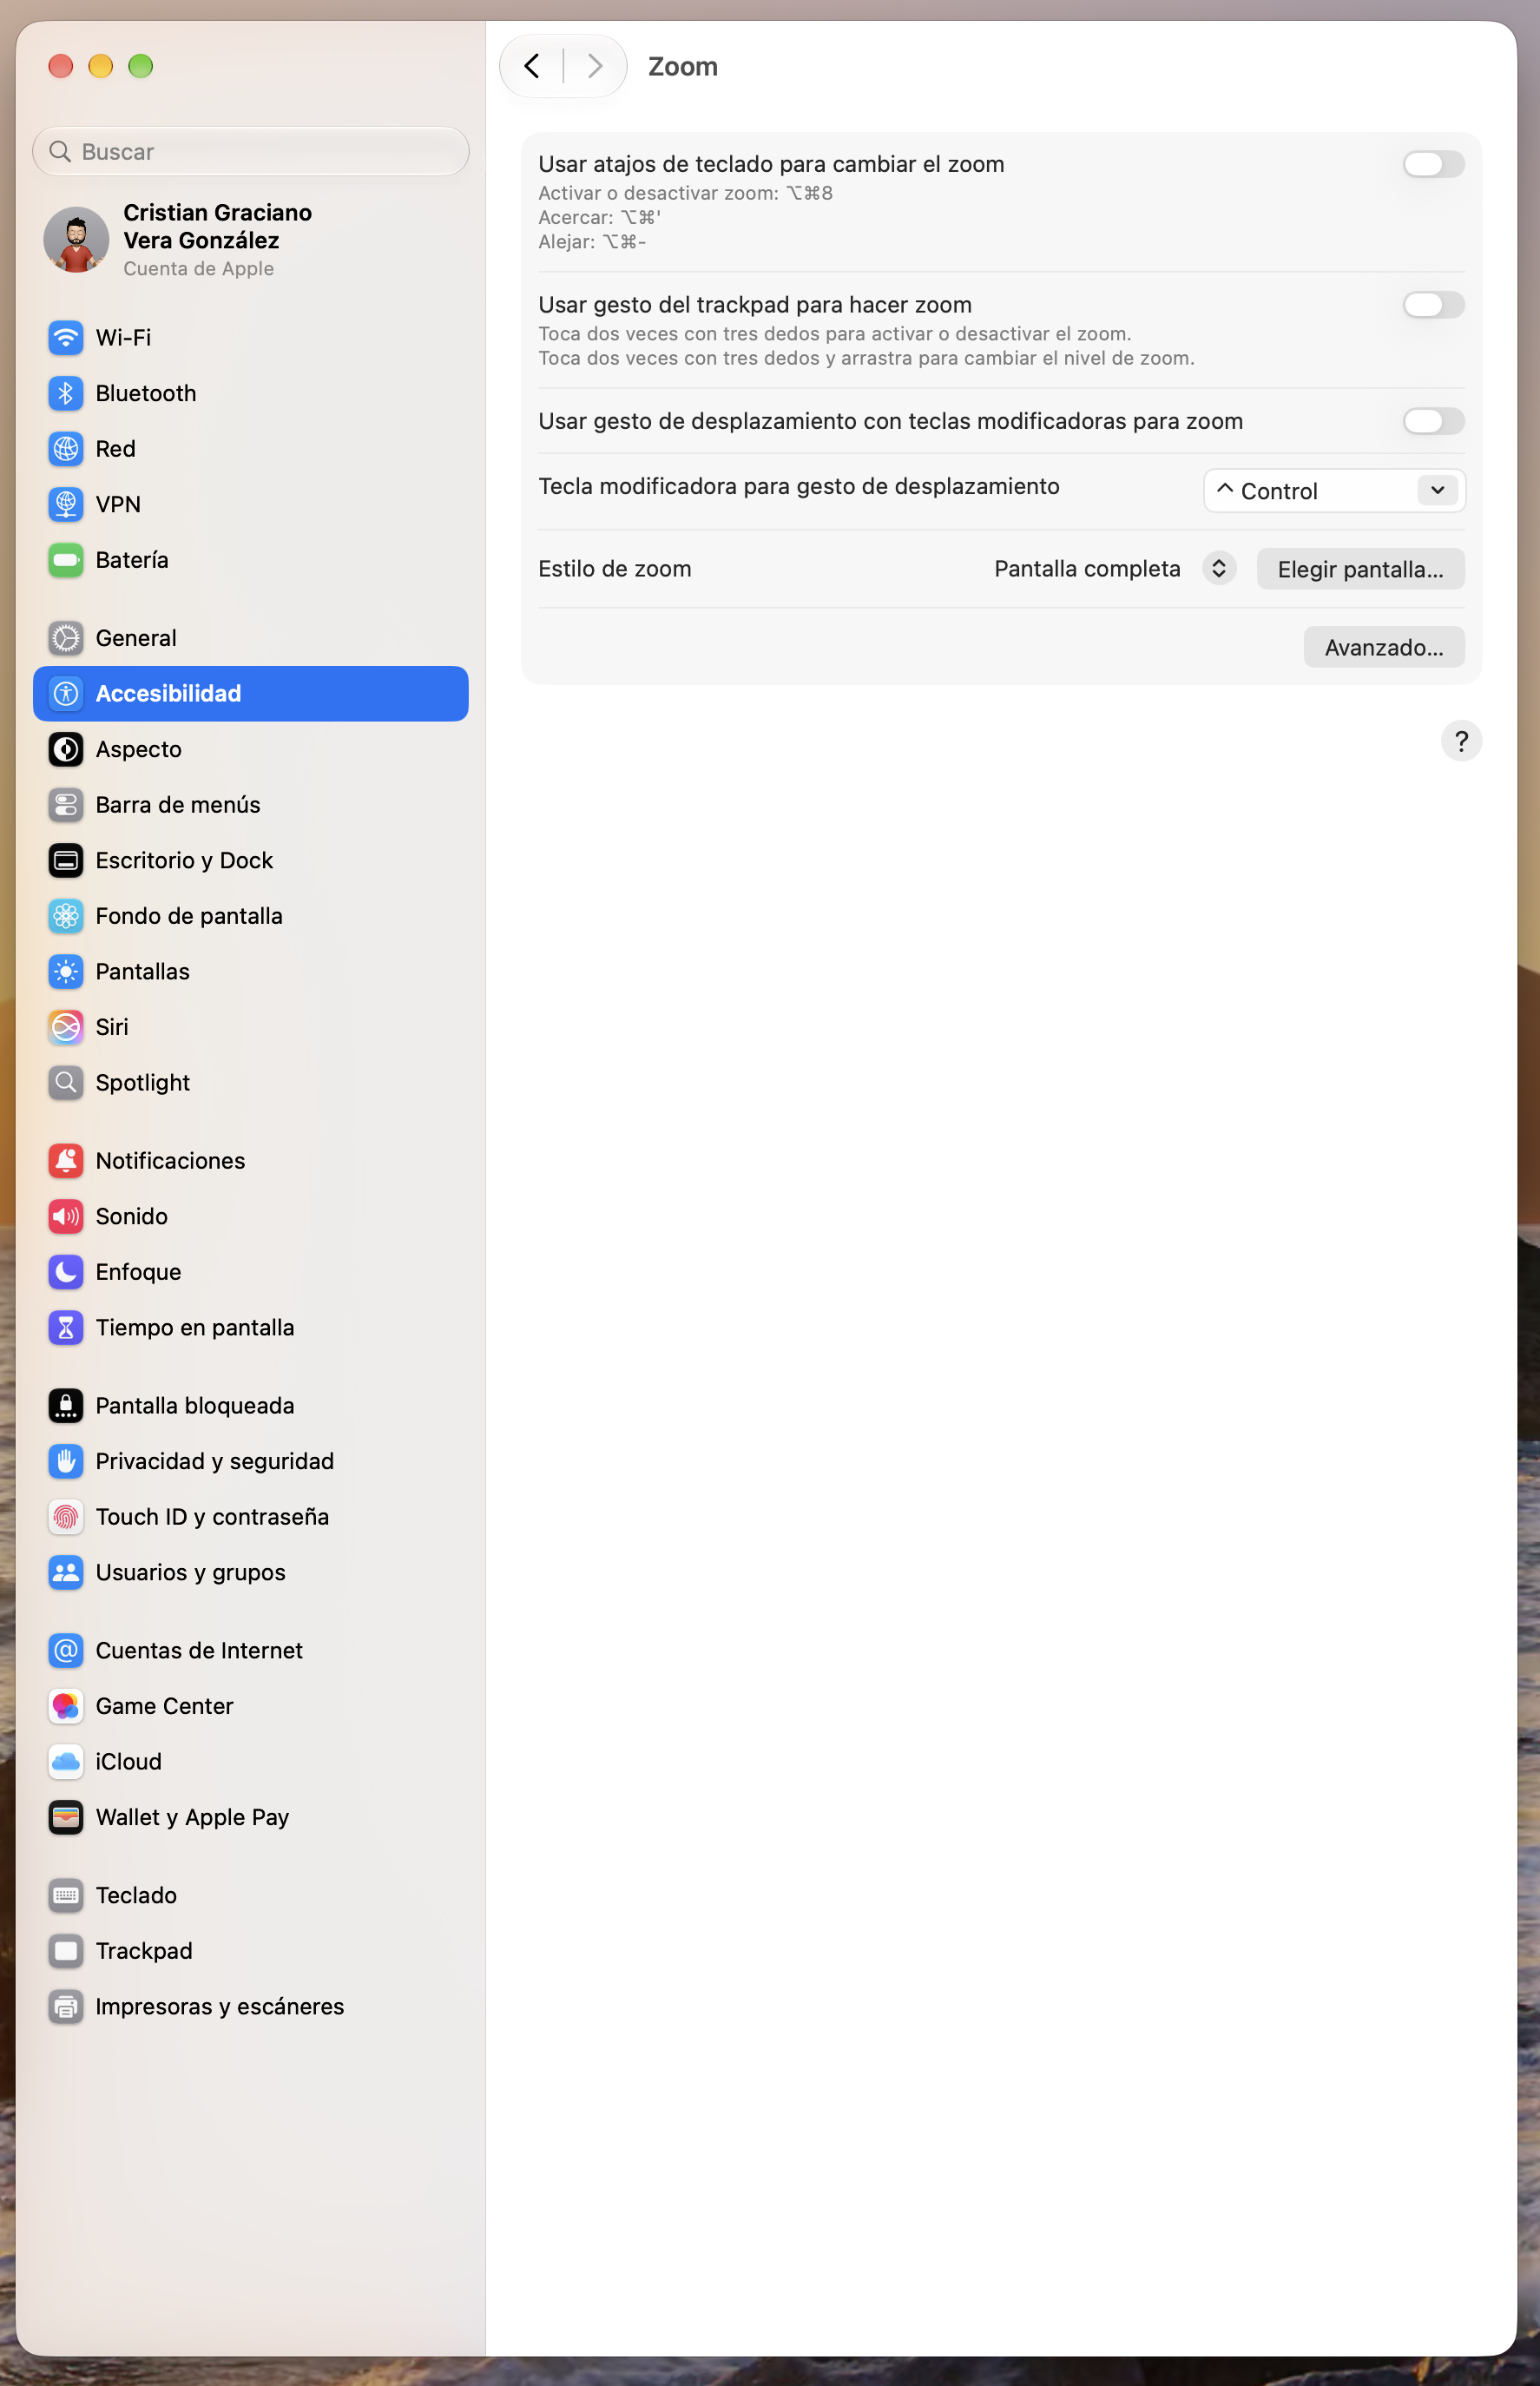 Buscar
Cristian Graciano
Vera González
Cuenta de Apple
Wi-Fi
Bluetooth
Red
VPN
Batería
General
Accesibilidad
Aspecto
Barra de menús
Escritorio y Dock
Fondo de pantalla
Pantallas
Siri
Spotlight
Notificaciones
Sonido
Enfoque
Tiempo en pantalla
Pantalla bloqueada
Privacidad y seguridad
Touch ID y contraseña
Usuarios y grupos
Cuentas de Internet
Game Center
iCloud
Wallet y Apple Pay
Teclado
Trackpad
Impresoras y escáneres
Zoom
Usar atajos de teclado para cambiar el zoom
Activar o desactivar zoom: ⌥⌘8
Acercar: ⌥⌘'
Alejar: ⌥⌘-
Usar gesto del trackpad para hacer zoom
Toca dos veces con tres dedos para activar o desactivar el zoom.
Toca dos veces con tres dedos y arrastra para cambiar el nivel de zoom.
Usar gesto de desplazamiento con teclas modificadoras para zoom
Tecla modificadora para gesto de desplazamiento ^ Control
Estilo de zoom Pantalla completa Elegir pantalla...
Avanzado...
?